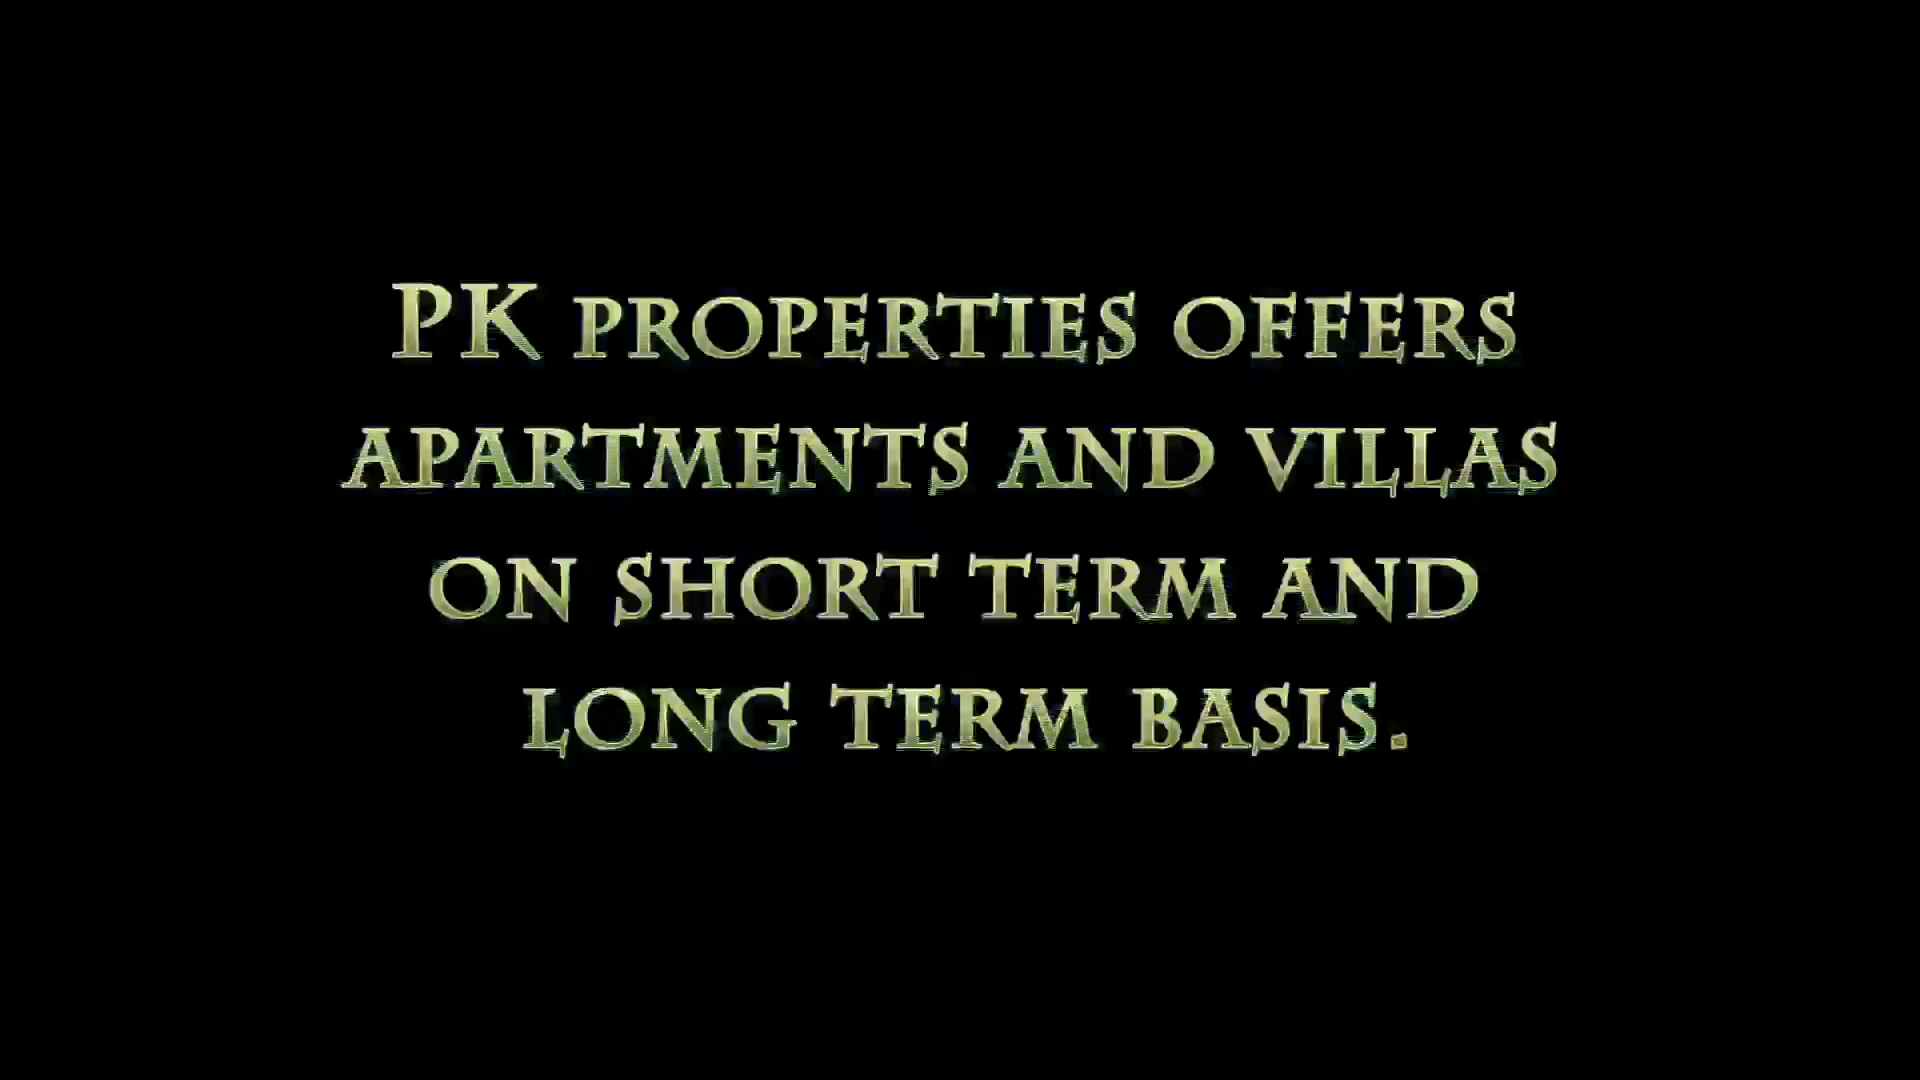 PK PROPERTIES OFFERS
APARTMENTS AND VILLAS
ON SHORT TERM AND
LONG TERM BASIS.